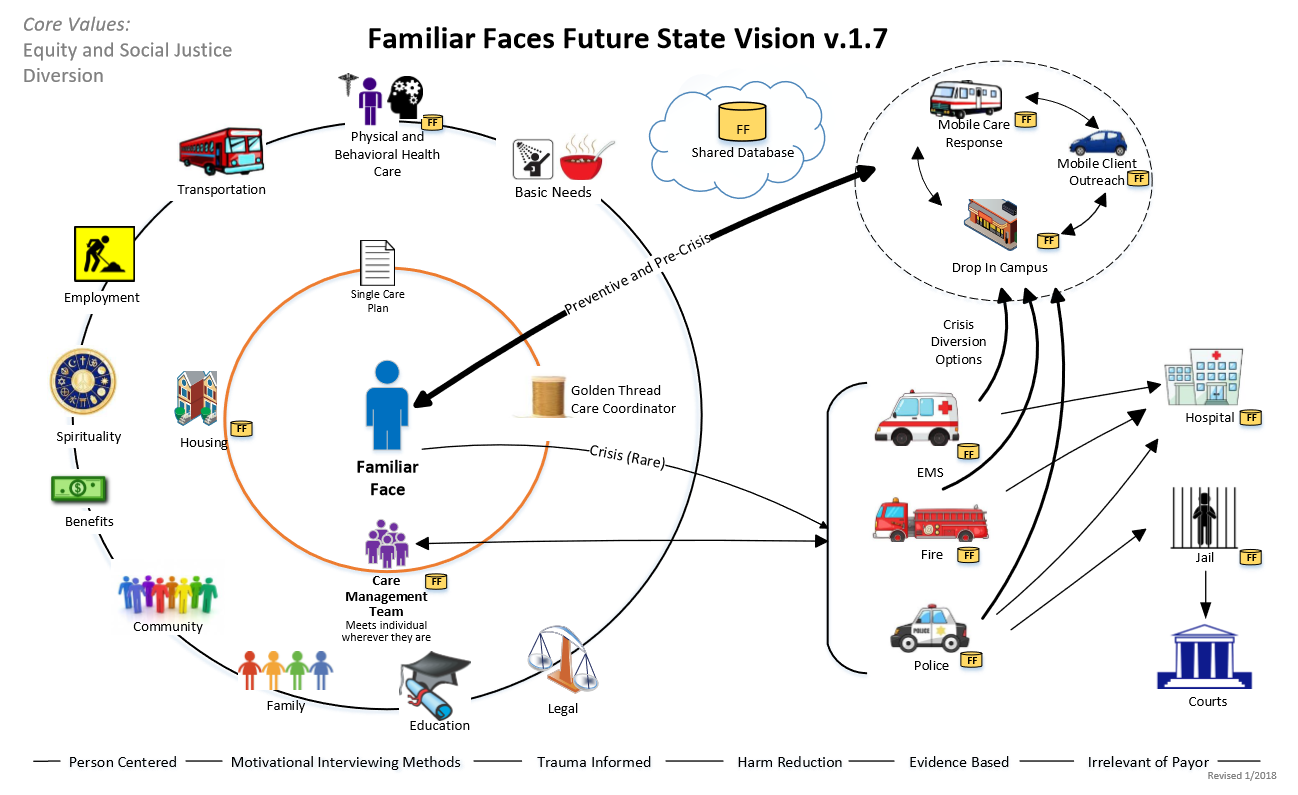 Core Values:
Equity and Social Justice
Diversion
Familiar Faces Future State Vision v.1.7
Physical and
Behavioral Health
Care
FF
Transportation
Basic Needs
FF
Shared Database
Mobile Care
Response
FF
Mobile Client
Outreach
FF
Drop In Campus
FF
Employment
Single Care
Plan
Preventive and Pre-Crisis
Crisis
Diversion
Options
Spirituality
Housing
FF
Golden Thread
Care Coordinator
Familiar
Face
Crisis (Rare)
EMS
FF
Hospital
FF
Benefits
Fire
FF
Jail
FF
Care
Management
Team
FF
Meets individual
wherever they are
Community
POLICE
Police
FF
Family
Education
Legal
Courts
Person Centered
Motivational Interviewing Methods
Trauma Informed
Harm Reduction
Evidence Based
Irrelevant of Payor
Revised 1/2018